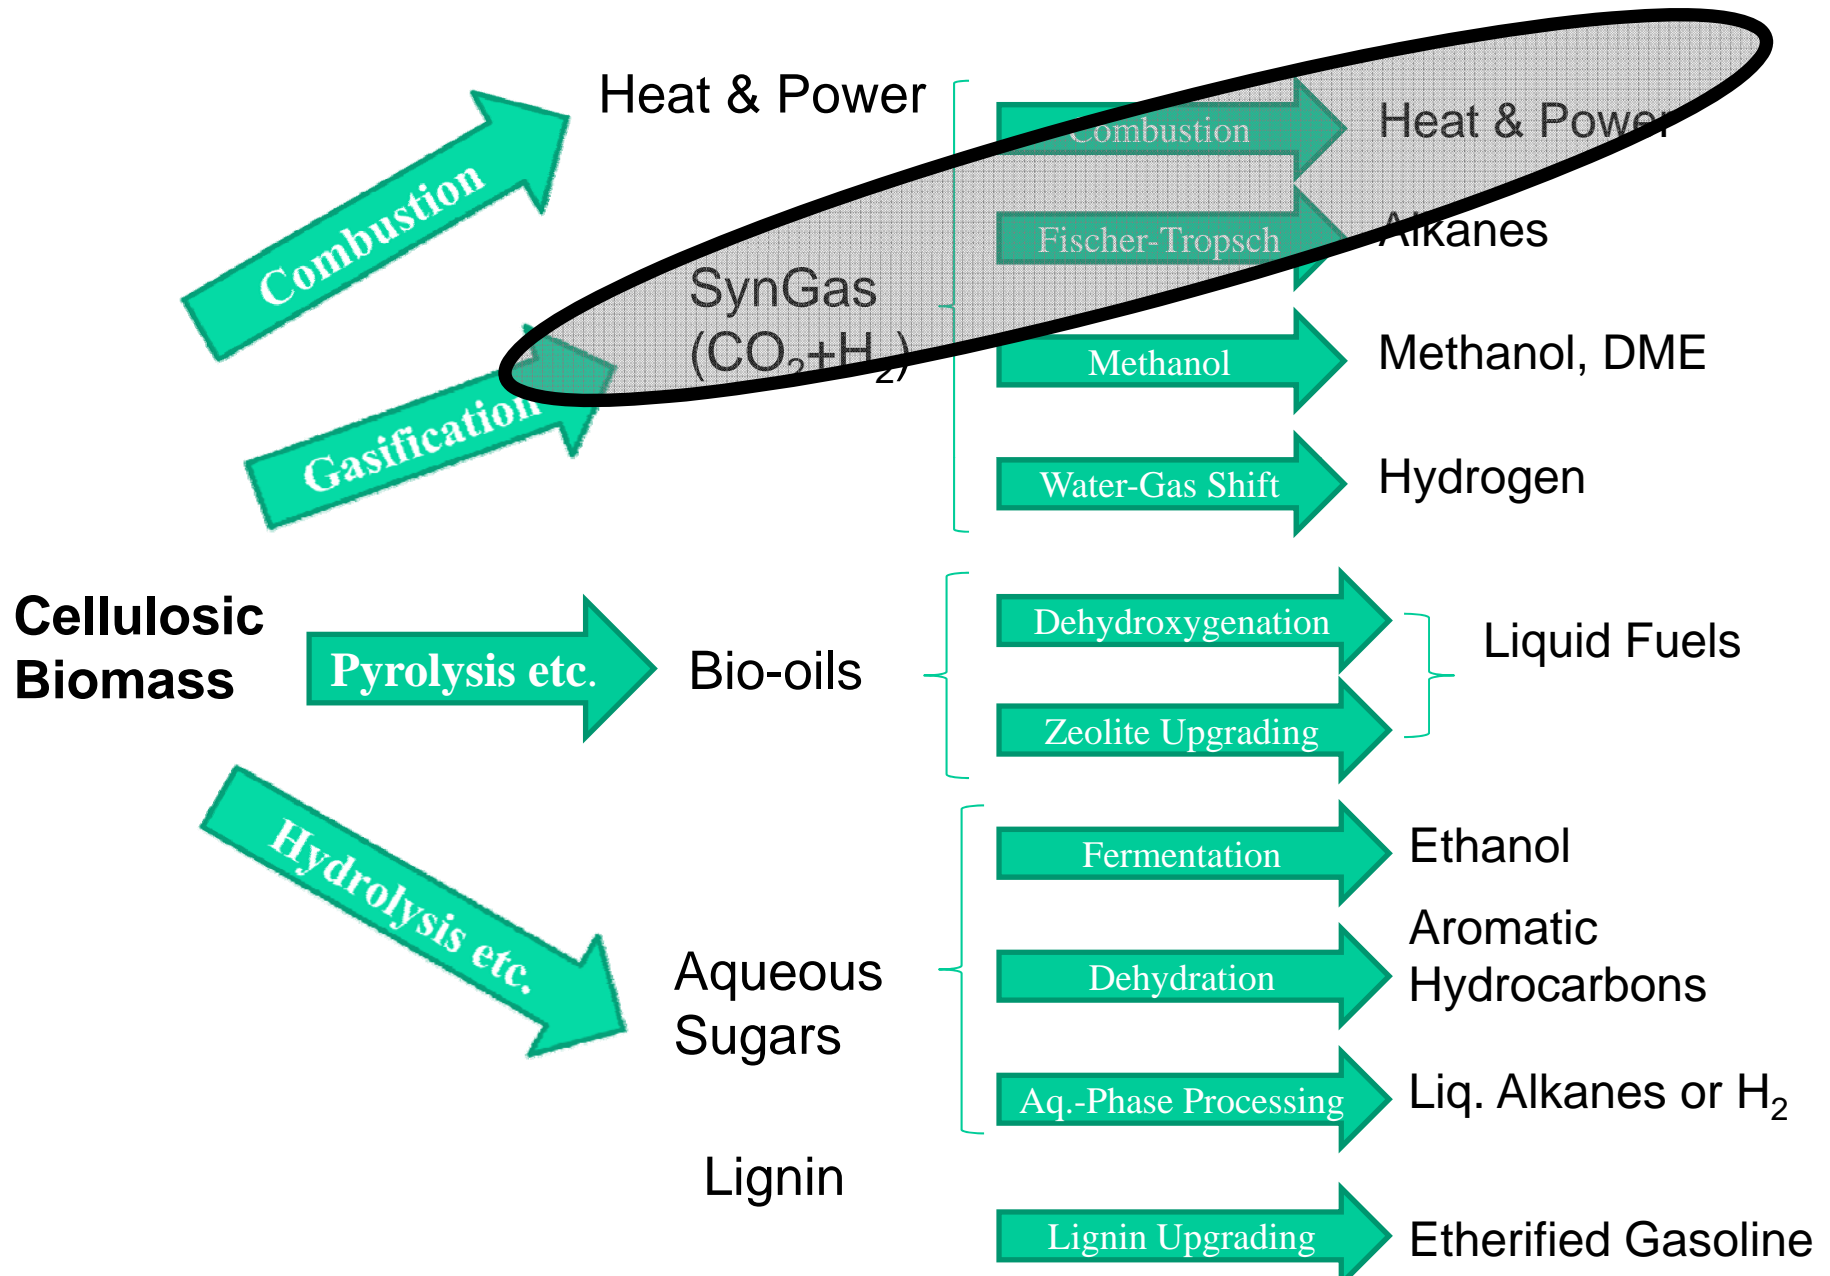 Heat & Power
Combustion
Combustion
Heat & Power
Fischer-Tropsch
Alkanes
SynGas
(CO₂+H₂)
Methanol
Methanol, DME
Gasification
Water-Gas Shift
Hydrogen
Cellulosic
Biomass
Pyrolysis etc.
Bio-oils
Dehydroxygenation
Zeolite Upgrading
Liquid Fuels
Hydrolysis etc.
Aqueous
Sugars
Fermentation
Ethanol
Dehydration
Aromatic
Hydrocarbons
Aq.-Phase Processing
Liq. Alkanes or H₂
Lignin
Lignin Upgrading
Etherified Gasoline